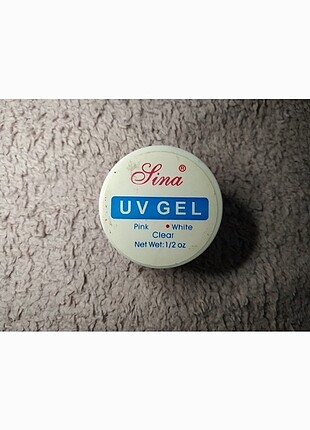 Sina ®
UV GEL
Pink • White
Clear
Net Wet: 1/2 oz